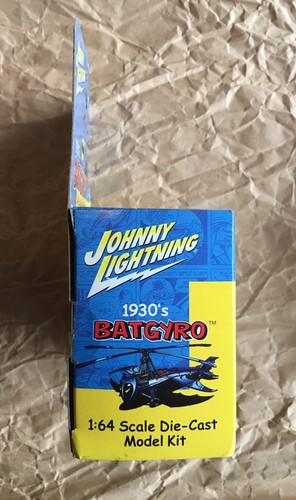 JOHNNY
LIGHTNING
1930's
BATGYRO™
1:64 Scale Die-Cast
Model Kit